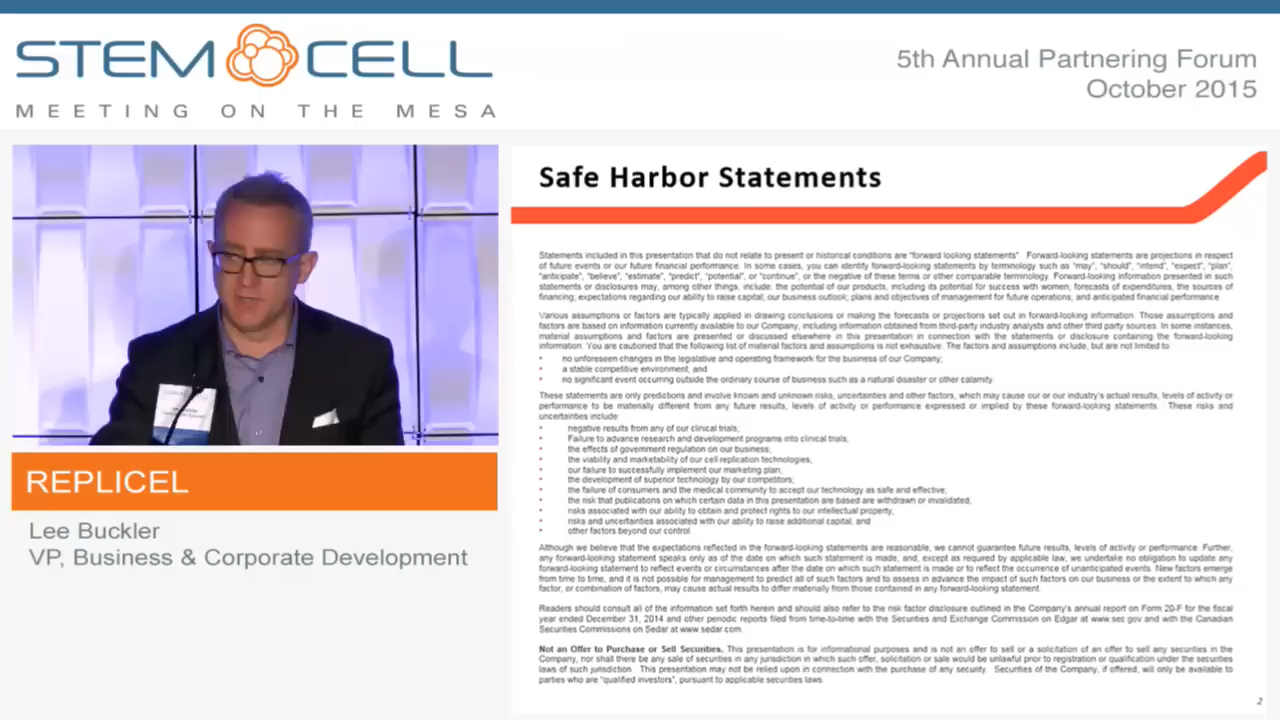 STEM CELL
MEETING ON THE MESA
5th Annual Partnering Forum
October 2015
REPLICEL
Lee Buckler
VP, Business & Corporate Development
Safe Harbor Statements
Statements included in this presentation that do not relate to present or historical conditions are “forward looking statements” Forward-looking statements are projections in respect
of future events or our future financial performance. In some cases, you can identify forward-looking statements by terminology such as “may”, “should”, “intend”, “expect”, “plan”,
“anticipate”, “believe”, “estimate”, “predict”, “potential”, or “continue”, or the negative of these terms or other comparable terminology. Forward-looking information presented in such
statements or disclosures may, among other things, include: the potential of our products, including its potential for success with women; forecasts of expenditures, the sources of
financing; expectations regarding our ability to raise capital; our business outlook; plans and objectives of management for future operations; and anticipated financial performance.
Various assumptions or factors are typically applied in drawing conclusions or making the forecasts or projections set out in forward-looking information. Those assumptions and
factors are based on information currently available to our Company, including information obtained from third-party industry analysts and other third party sources. In some instances,
material assumptions and factors are presented or discussed elsewhere in this presentation in connection with the statements or disclosure containing the forward-looking
information. You are cautioned that the following list of material factors and assumptions is not exhaustive. The factors and assumptions include, but are not limited to:
• no unforeseen changes in the legislative and operating framework for the business of our Company;
• a stable competitive environment; and
• no significant event occurring outside the ordinary course of business such as a natural disaster or other calamity.
These statements are only predictions and involve known and unknown risks, uncertainties and other factors, which may cause our or our industry's actual results, levels of activity or
performance to be materially different from any future results, levels of activity or performance expressed or implied by these forward-looking statements. These risks and
uncertainties include:
• negative results from any of our clinical trials;
• Failure to advance research and development programs into clinical trials,
• the effects of government regulation on our business;
• the viability and marketability of our cell replication technologies;
• our failure to successfully implement our marketing plan;
• the development of superior technology by our competitors;
• the failure of consumers and the medical community to accept our technology as safe and effective;
• the risk that publications on which certain data in this presentation are based are withdrawn or invalidated,
• risks associated with our ability to obtain and protect rights to our intellectual property;
• risks and uncertainties associated with our ability to raise additional capital; and
• other factors beyond our control
Although we believe that the expectations reflected in the forward-looking statements are reasonable, we cannot guarantee future results, levels of activity or performance. Further,
any forward-looking statement speaks only as of the date on which such statement is made, and, except as required by applicable law, we undertake no obligation to update any
forward-looking statement to reflect events or circumstances after the date on which such statement is made or to reflect the occurrence of unanticipated events. New factors emerge
from time to time, and it is not possible for management to predict all of such factors and to assess in advance the impact of such factors on our business or the extent to which any
factor, or combination of factors, may cause actual results to differ materially from those contained in any forward-looking statement.
Readers should consult all of the information set forth herein and should also refer to the risk factor disclosure outlined in the Company's annual report on Form 20-F for the fiscal
year ended December 31, 2014 and other periodic reports filed from time-to-time with the Securities and Exchange Commission on Edgar at www.sec.gov and with the Canadian
Securities Commissions on Sedar at www.sedar.com.
Not an Offer to Purchase or Sell Securities. This presentation is for informational purposes and is not an offer to sell or a solicitation of an offer to sell any securities in the
Company, nor shall there be any sale of securities in any jurisdiction in which such offer, solicitation or sale would be unlawful prior to registration or qualification under the securities
laws of such jurisdiction. This presentation may not be relied upon in connection with the purchase of any security. Securities of the Company, if offered, will only be available to
parties who are “qualified investors”, pursuant to applicable securities laws.
2